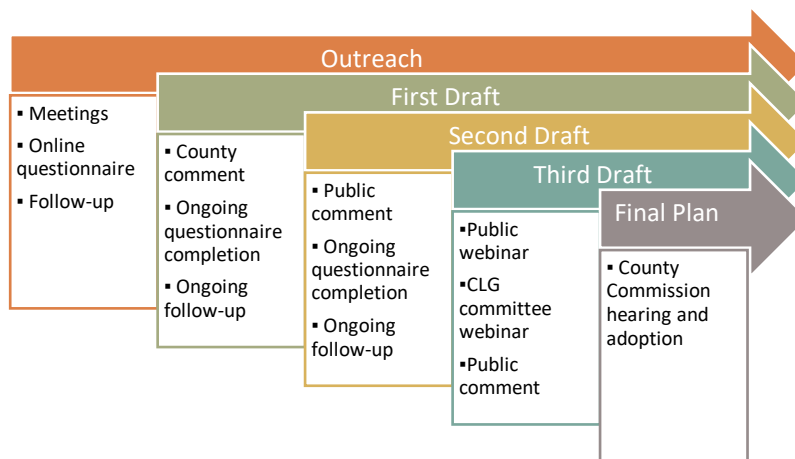 Outreach
▪ Meetings
▪ Online
questionnaire
▪ Follow-up
First Draft
▪ County
comment
▪ Ongoing
questionnaire
completion
▪ Ongoing
follow-up
Second Draft
▪ Public
comment
▪ Ongoing
questionnaire
completion
▪ Ongoing
follow-up
Third Draft
▪Public
webinar
▪CLG
committee
webinar
▪Public
comment
Final Plan
▪ County
Commission
hearing and
adoption